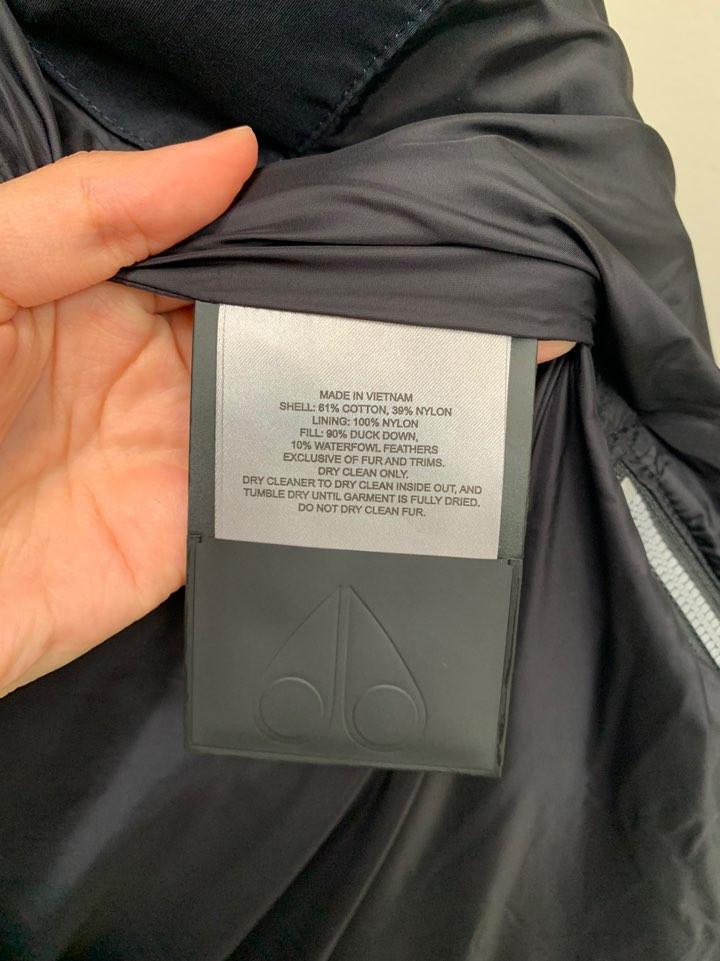 MADE IN VIETNAM
SHELL: 61% COTTON, 39% NYLON
LINING: 100% NYLON
FILL: 90% DUCK DOWN,
10% WATERFOWL FEATHERS
EXCLUSIVE OF FUR AND TRIMS.
DRY CLEAN ONLY.
DRY CLEANER TO DRY CLEAN INSIDE OUT, AND
TUMBLE DRY UNTIL GARMENT IS FULLY DRIED.
DO NOT DRY CLEAN FUR.